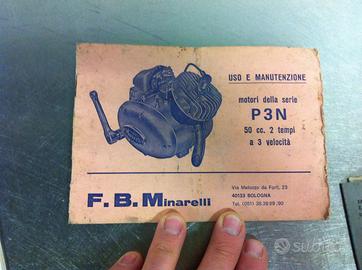 USO E MANUTENZIONE
motori della serie
P3N
50 cc. 2 tempi
a 3 velocità
F.B.Minarelli
Via Melozzo da Forlì, 23
40133 BOLOGNA
subito